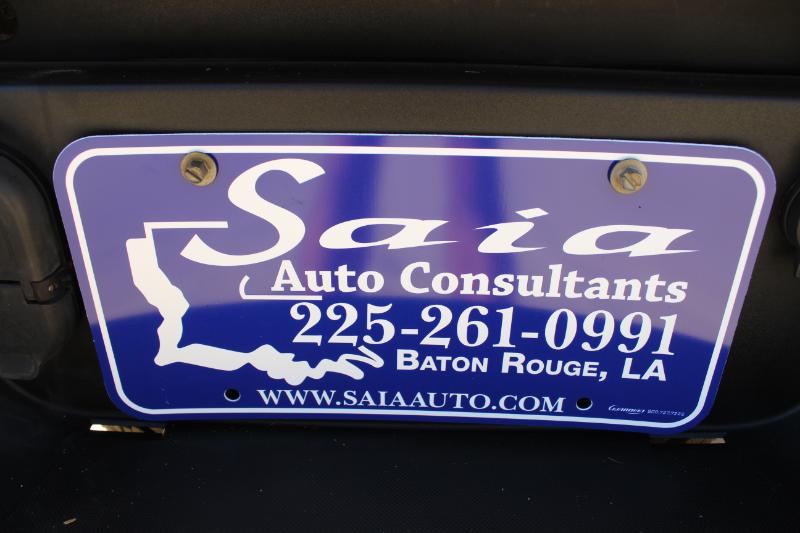 Saia
Auto Consultants
225-261-0991
BATON ROUGE, LA
WWW.SAIAAUTO.COM